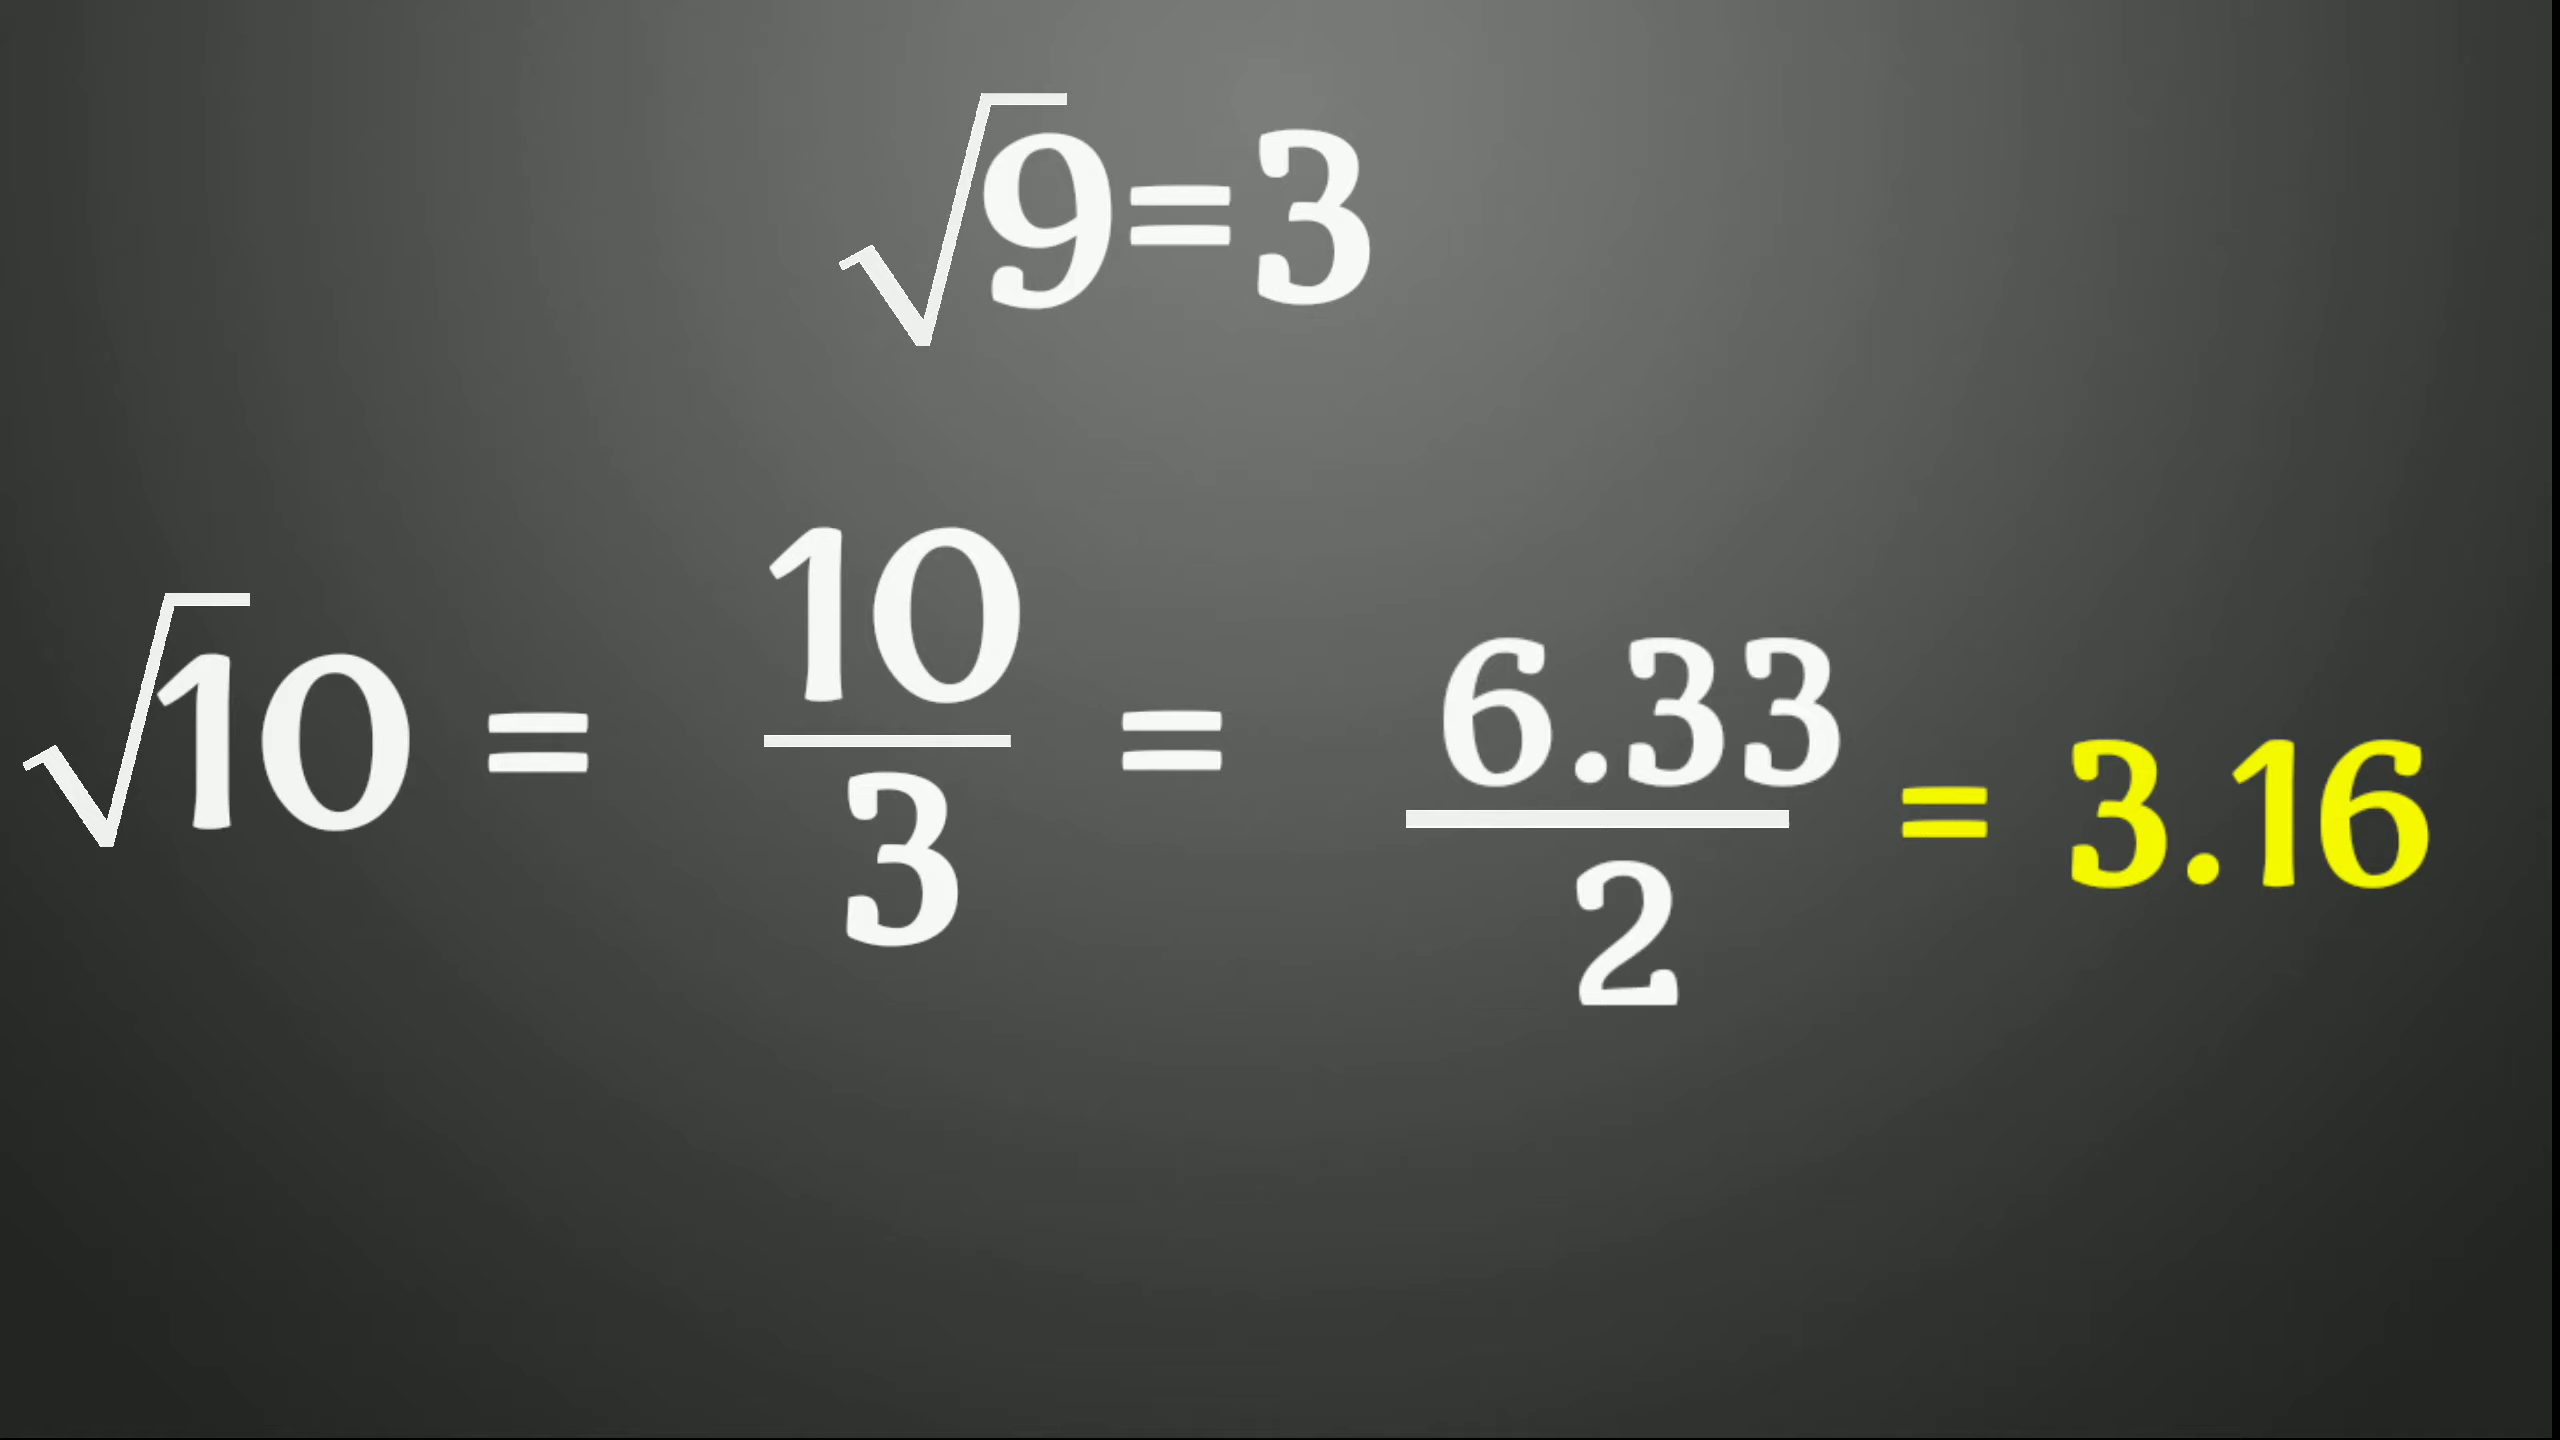 √9=3
√10 = 10/3 = 6.33/2 = 3.16